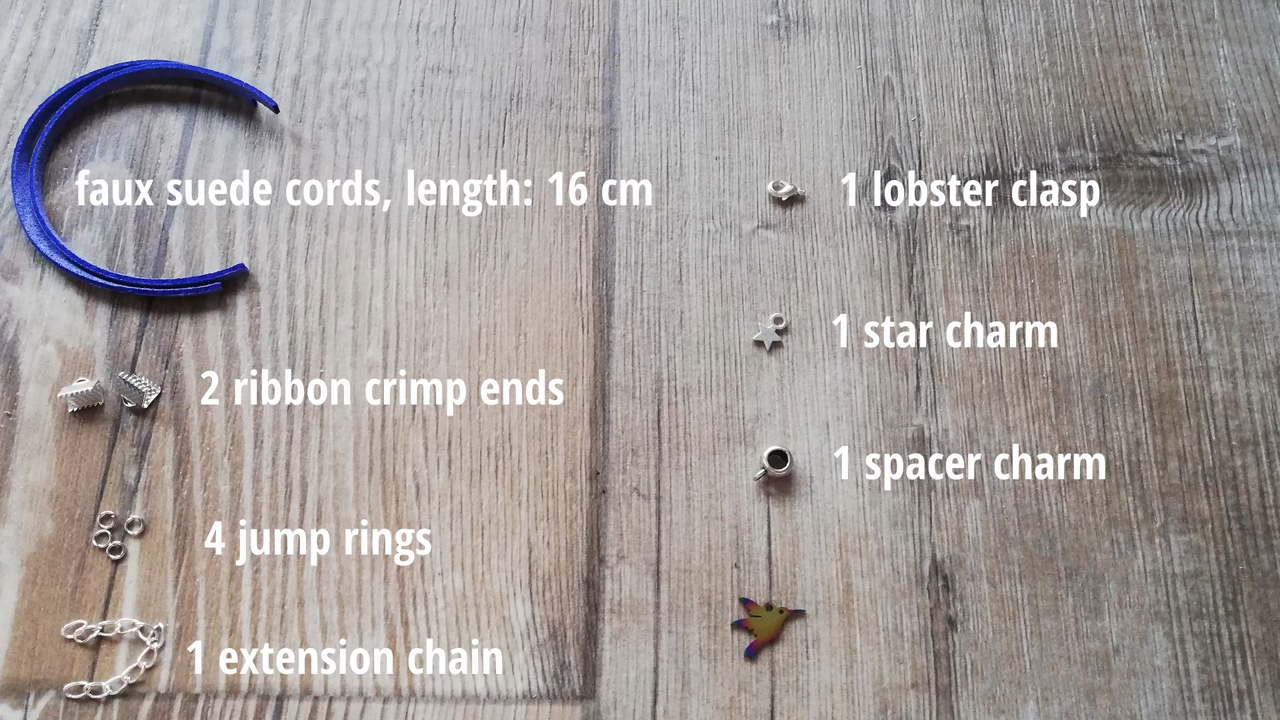 faux suede cords, length: 16 cm
2 ribbon crimp ends
4 jump rings
1 extension chain
1 lobster clasp
1 star charm
1 spacer charm